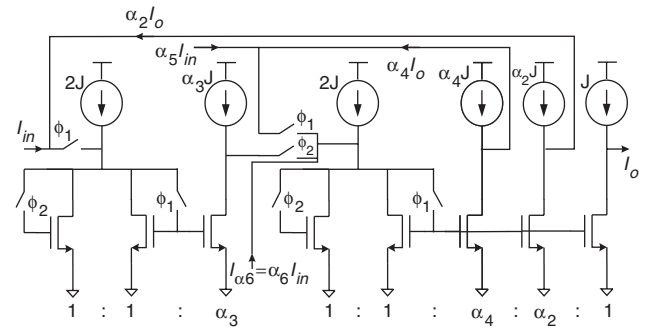 α₂Iₒ
α₅Iᵢₙ
α₄Iₒ
2J
α₃J
2J
α₄J
α₂J
J
Iᵢₙ
ϕ₁
ϕ₁
ϕ₂
Iₒ
ϕ₂
ϕ₁
ϕ₂
ϕ₁
I_α6=α₆Iᵢₙ
1 : 1 : α₃ 1 : 1 : α₄ : α₂ : 1